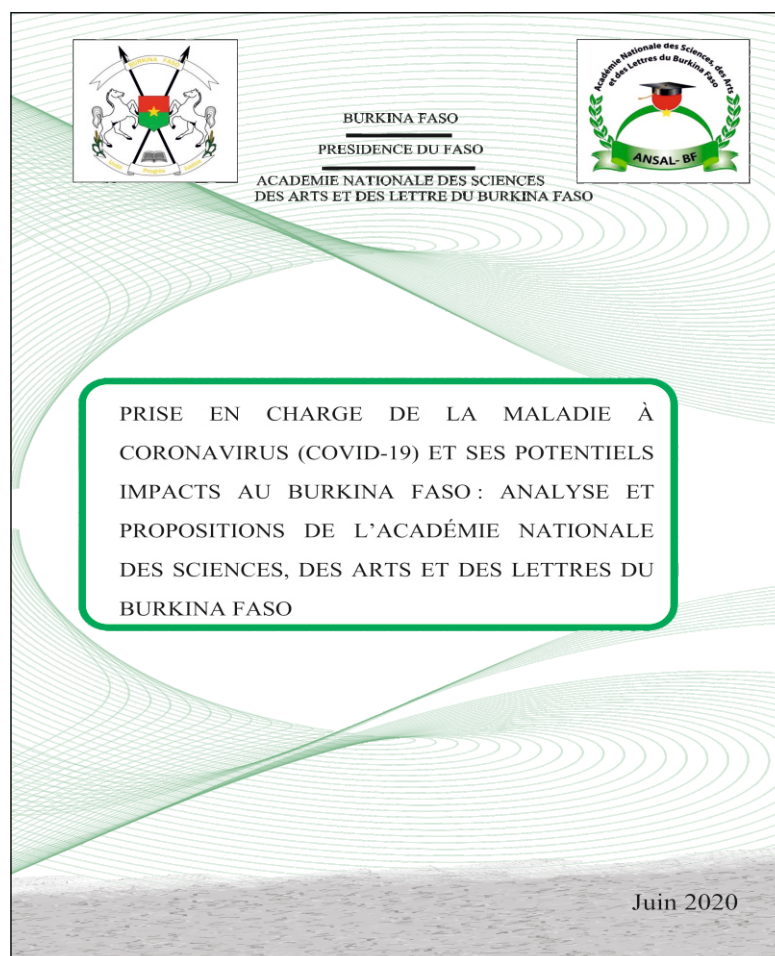 BURKINA FASO
Académie Nationale des Sciences, des Arts
et des Lettres du Burkina Faso
ANSAL- BF
BURKINA FASO
PRESIDENCE DU FASO
ACADEMIE NATIONALE DES SCIENCES
DES ARTS ET DES LETTRE DU BURKINA FASO
PRISE EN CHARGE DE LA MALADIE À
CORONAVIRUS (COVID-19) ET SES POTENTIELS
IMPACTS AU BURKINA FASO : ANALYSE ET
PROPOSITIONS DE L’ACADÉMIE NATIONALE
DES SCIENCES, DES ARTS ET DES LETTRES DU
BURKINA FASO
Juin 2020